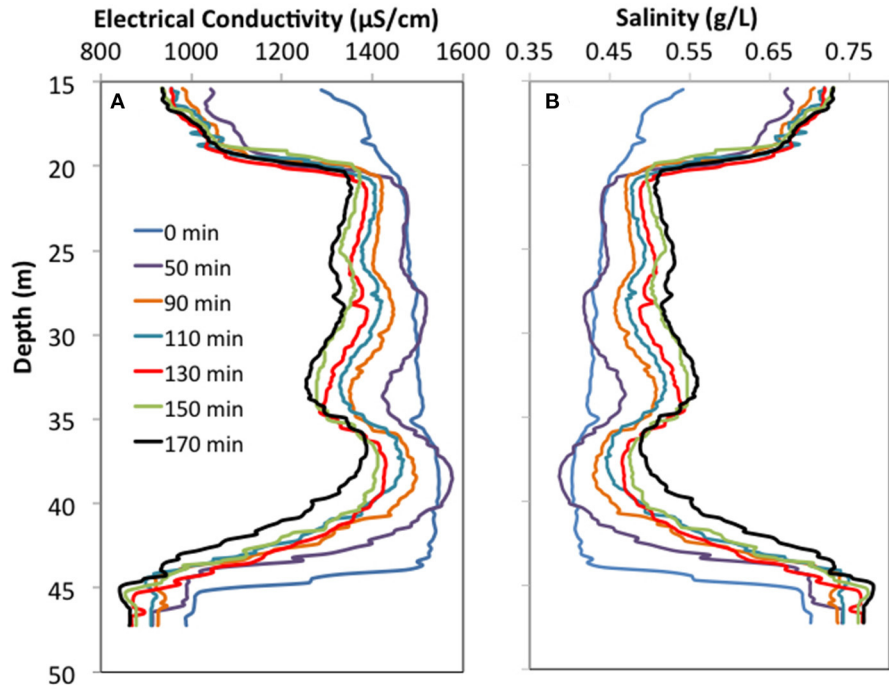 Electrical Conductivity (µS/cm)
Salinity (g/L)
800 1000 1200 1400 1600
0.35 0.45 0.55 0.65 0.75
A
B
Depth (m)
15
20
25
30
35
40
45
50
0 min
50 min
90 min
110 min
130 min
150 min
170 min